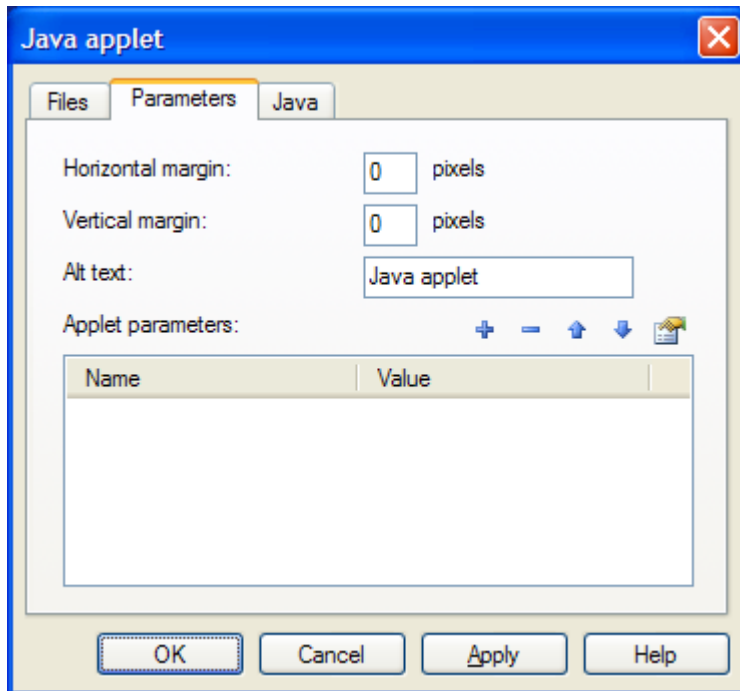 Java applet
Files Parameters Java
Horizontal margin: 0 pixels
Vertical margin: 0 pixels
Alt text: Java applet
Applet parameters:
Name Value
OK Cancel Apply Help